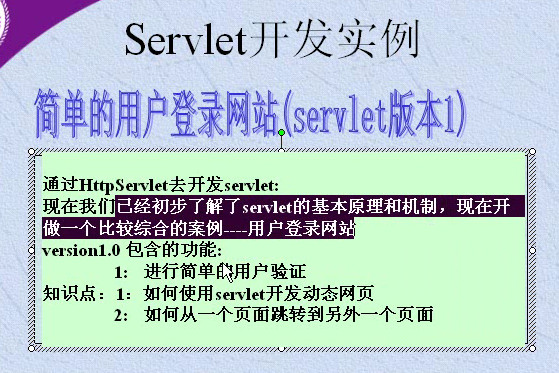 Servlet开发实例
简单的用户登录网站(servlet版本1)
通过HttpServlet去开发servlet:
现在我们已经初步了解了servlet的基本原理和机制，现在开
做一个比较综合的案例----用户登录网站
version1.0 包含的功能:
1: 进行简单的用户验证
知识点：1：如何使用servlet开发动态网页
2: 如何从一个页面跳转到另外一个页面